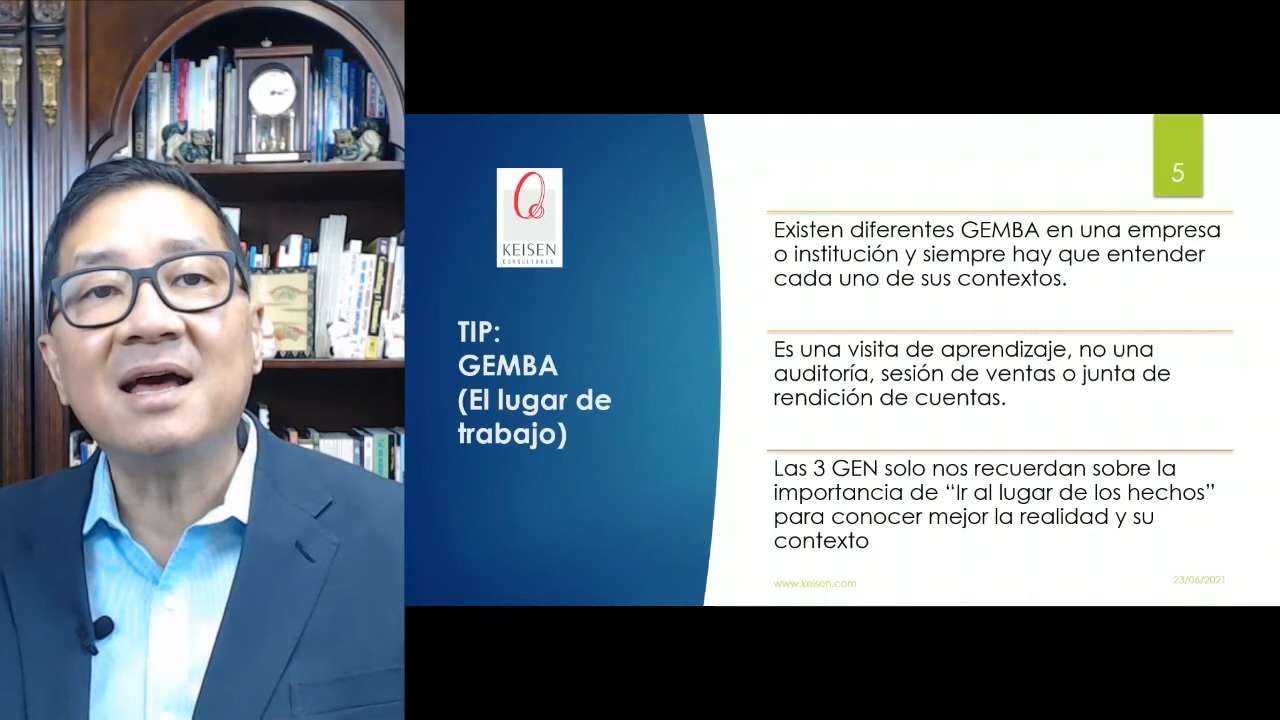 KEISEN
CONSULTORES
TIP:
GEMBA
(El lugar de
trabajo)
5
Existen diferentes GEMBA en una empresa
o institución y siempre hay que entender
cada uno de sus contextos.
Es una visita de aprendizaje, no una
auditoría, sesión de ventas o junta de
rendición de cuentas.
Las 3 GEN solo nos recuerdan sobre la
importancia de “Ir al lugar de los hechos”
para conocer mejor la realidad y su
contexto
www.keisen.com
23/06/2021